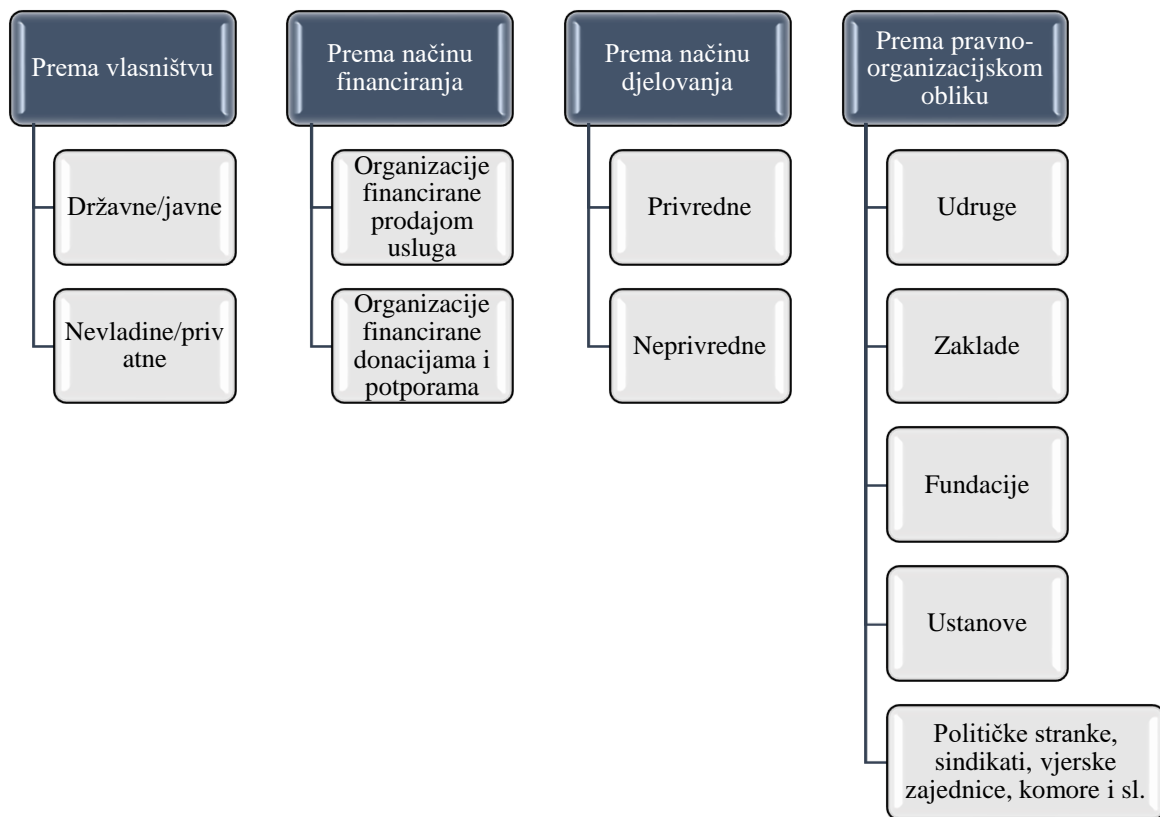 Prema vlasništvu
Državne/javne
Nevladine/priv
atne
Prema načinu
financiranja
Organizacije
financirane
prodajom
usluga
Organizacije
financirane
donacijama i
potporama
Prema načinu
djelovanja
Privredne
Neprivredne
Prema pravno-
organizacijskom
obliku
Udruge
Zaklade
Fundacije
Ustanove
Političke stranke,
sindikati, vjerske
zajednice, komore i sl.